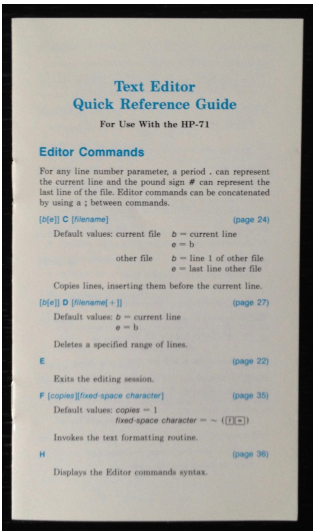 Text Editor
Quick Reference Guide
For Use With the HP-71
Editor Commands
For any line number parameter, a period . can represent
the current line and the pound sign # can represent the
last line of the file. Editor commands can be concatenated
by using a ; between commands.
[b[e]] C [filename] (page 24)
Default values: current file b = current line
e = b
other file b = line 1 of other file
e = last line other file
Copies lines, inserting them before the current line.
[b[e]] D [filename[+]] (page 27)
Default values: b = current line
e = b
Deletes a specified range of lines.
E (page 22)
Exits the editing session.
F [copies][fixed-space character] (page 35)
Default values: copies = 1
fixed-space character = ~ ([f][=])
Invokes the text formatting routine.
H (page 36)
Displays the Editor commands syntax.